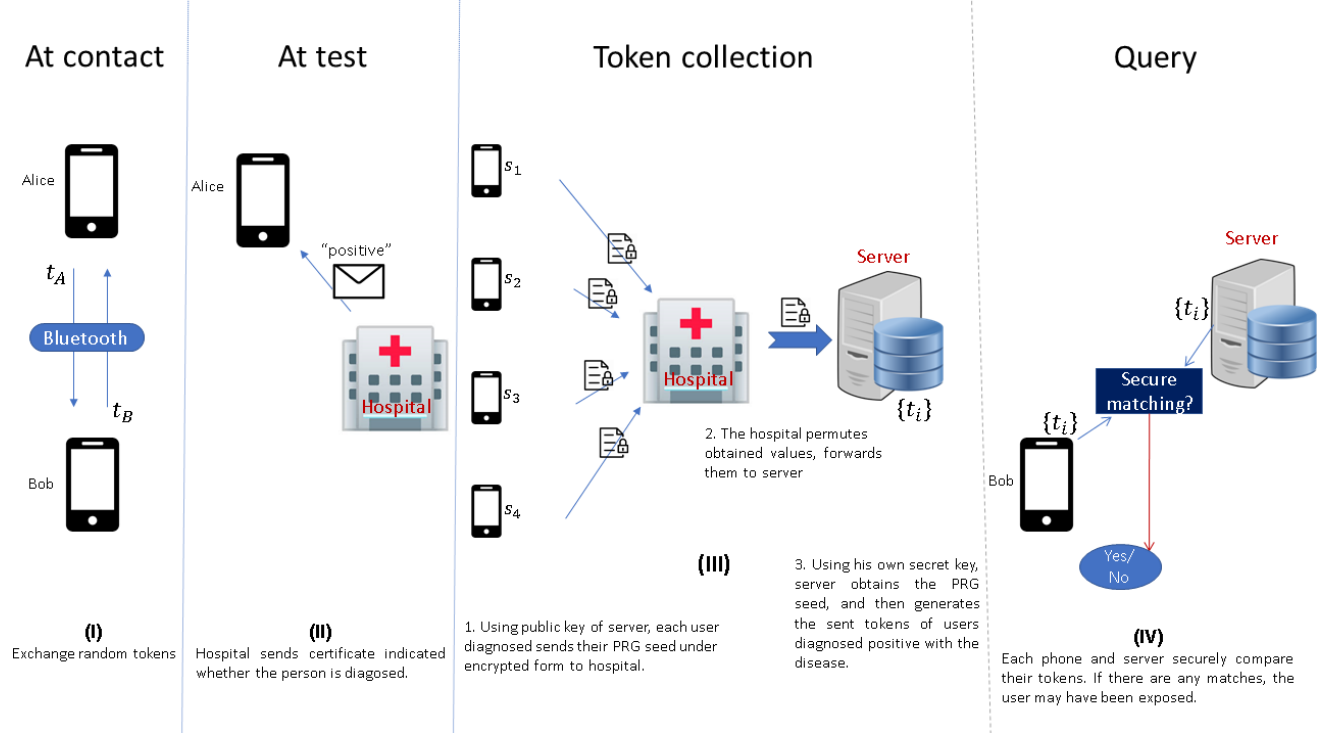 At contact
Alice
t_A
Bluetooth
t_B
Bob
(I)
Exchange random tokens
At test
Alice
"positive"
Hospital
(II)
Hospital sends certificate indicated
whether the person is diagosed.
Token collection
s_1
s_2
s_3
s_4
Hospital
Server
{t_i}
2. The hospital permutes
obtained values, forwards
them to server
(III)
1. Using public key of server, each user
diagnosed sends their PRG seed under
encrypted form to hospital.
3. Using his own secret key,
server obtains the PRG
seed, and then generates
the sent tokens of users
diagnosed positive with the
disease.
Query
Server
{t_i}
Secure
matching?
{t_i}
Bob
Yes/
No
(IV)
Each phone and server securely compare
their tokens. If there are any matches, the
user may have been exposed.